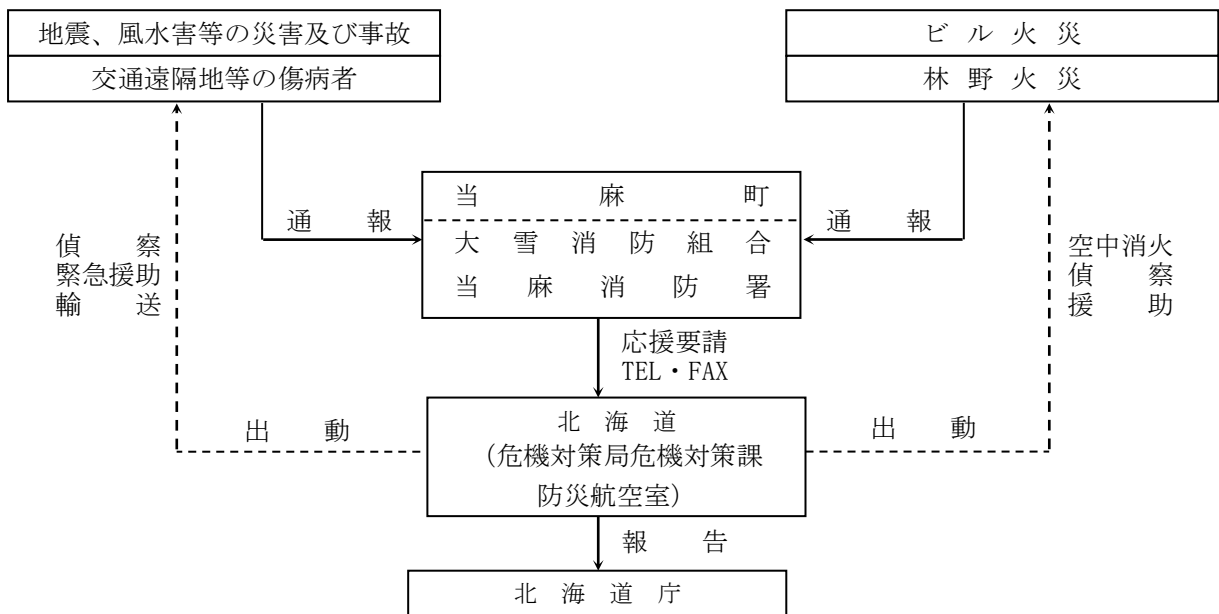 地震、風水害等の災害及び事故
交通遠隔地等の傷病者
ビル火災
林野火災
当麻町
大雪消防組合
当麻消防署
通報
通報
偵察
緊急援助
輸送
空中消火
偵察
援助
応援要請
TEL・FAX
出動
出動
北海道
(危機対策局危機対策課
防災航空室)
報告
北海道庁